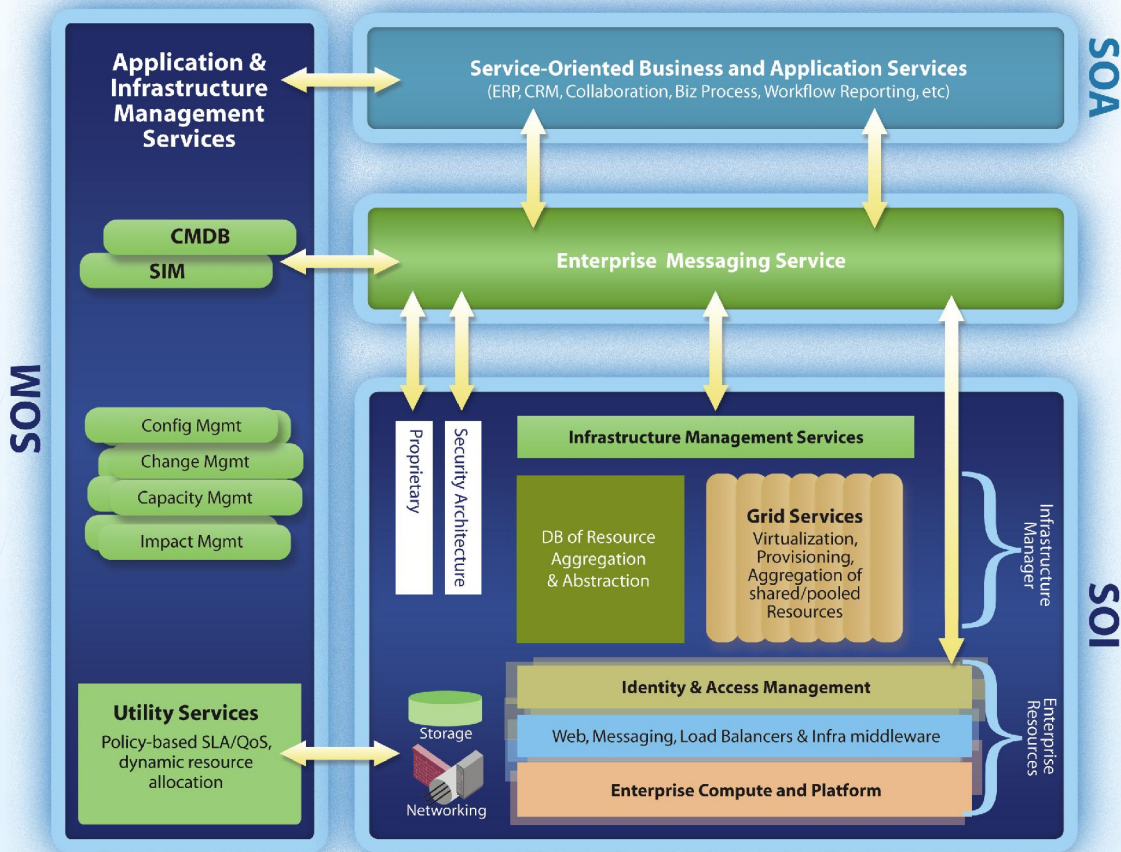 WOS
Application &
Infrastructure
Management
Services
CMDB
SIM
Config Mgmt
Change Mgmt
Capacity Mgmt
Impact Mgmt
Utility Services
Policy-based SLA/QoS,
dynamic resource
allocation
SOA
Service-Oriented Business and Application Services
(ERP, CRM, Collaboration, Biz Process, Workflow Reporting, etc)
Enterprise Messaging Service
SOI
Proprietary
Security Architecture
Infrastructure Management Services
DB of Resource
Aggregation
& Abstraction
Grid Services
Virtualization,
Provisioning,
Aggregation of
shared/pooled
Resources
Infrastructure
Manager
Storage
Networking
Identity & Access Management
Web, Messaging, Load Balancers & Infra middleware
Enterprise Compute and Platform
Enterprise
Resources